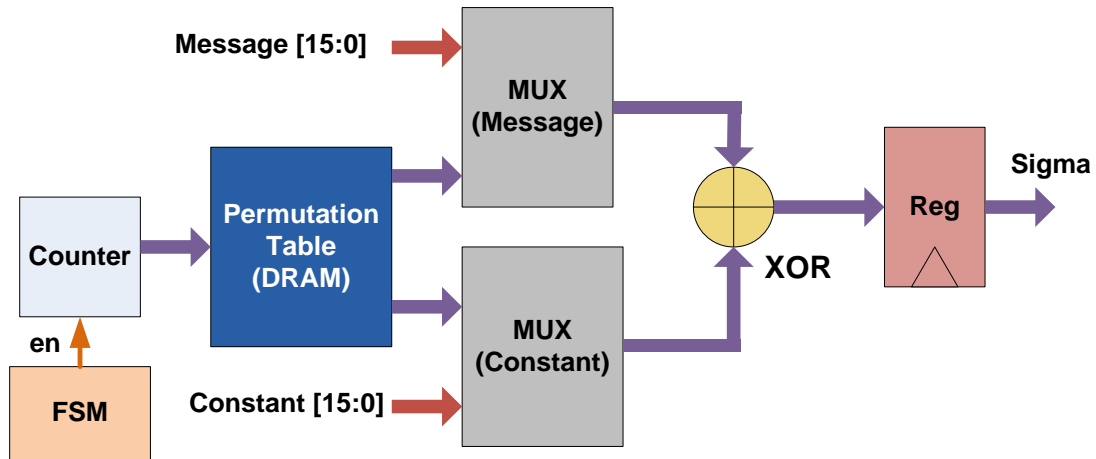 Message [15:0]
MUX
(Message)
Permutation
Table
(DRAM)
Counter
en
FSM
MUX
(Constant)
Constant [15:0]
XOR
Reg
Sigma